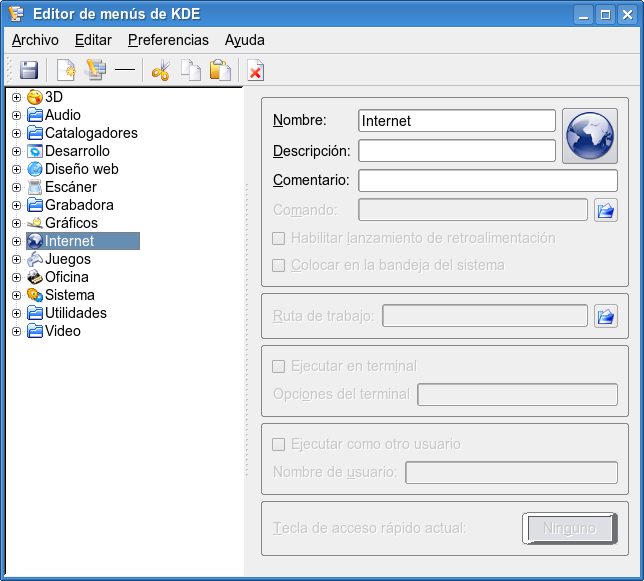 Editor de menús de KDE
Archivo Editar Preferencias Ayuda
3D
Audio
Catalogadores
Desarrollo
Diseño web
Escáner
Grabadora
Gráficos
Internet
Juegos
Oficina
Sistema
Utilidades
Video
Nombre: Internet
Descripción:
Comentario:
Comando:
Habilitar lanzamiento de retroalimentación
Colocar en la bandeja del sistema
Ruta de trabajo:
Ejecutar en terminal
Opciones del terminal
Ejecutar como otro usuario
Nombre de usuario:
Tecla de acceso rápido actual: Ninguno